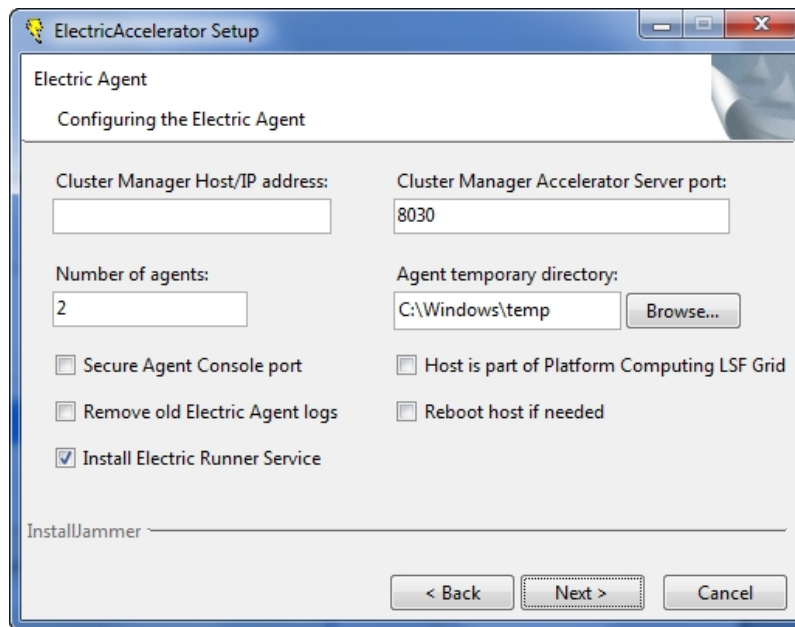 ElectricAccelerator Setup
Electric Agent
Configuring the Electric Agent
Cluster Manager Host/IP address:
Cluster Manager Accelerator Server port:
8030
Number of agents:
Agent temporary directory:
2
C:\Windows\temp
Browse...
Secure Agent Console port
Host is part of Platform Computing LSF Grid
Remove old Electric Agent logs
Reboot host if needed
Install Electric Runner Service
InstallJammer
< Back
Next >
Cancel